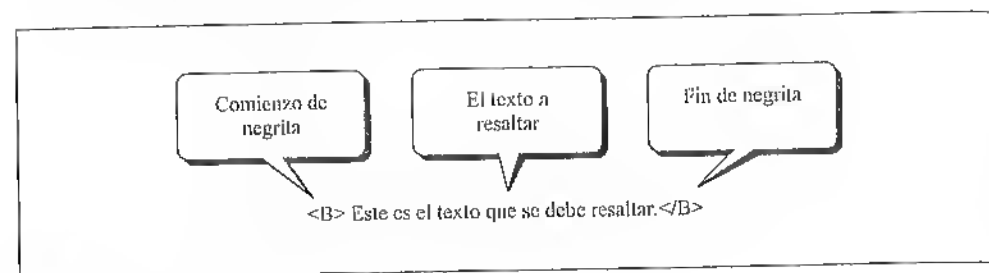 Comienzo de
negrita
El texto a
resaltar
Fin de negrita
<B> Este es el texto que se debe resaltar.</B>